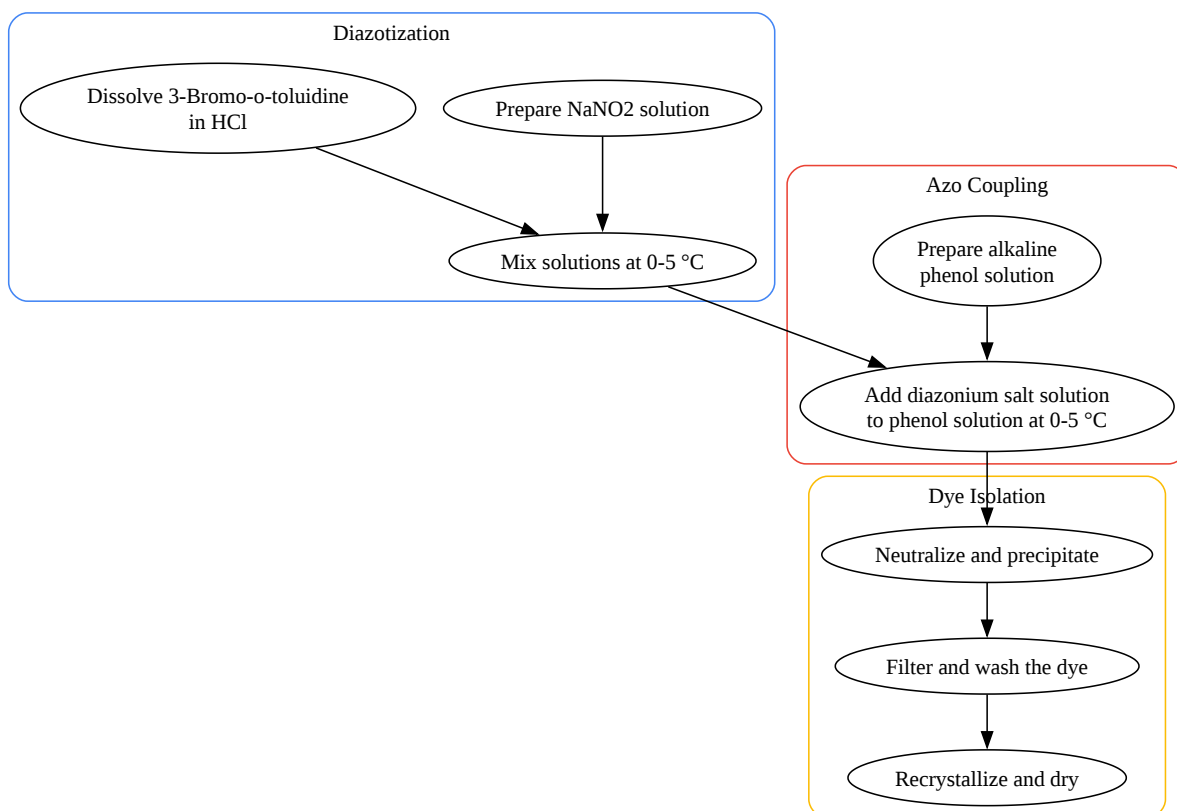 Diazotization
Dissolve 3-Bromo-o-toluidine
in HCl
Prepare NaNO2 solution
Mix solutions at 0-5 °C
Azo Coupling
Prepare alkaline
phenol solution
Add diazonium salt solution
to phenol solution at 0-5 °C
Dye Isolation
Neutralize and precipitate
Filter and wash the dye
Recrystallize and dry